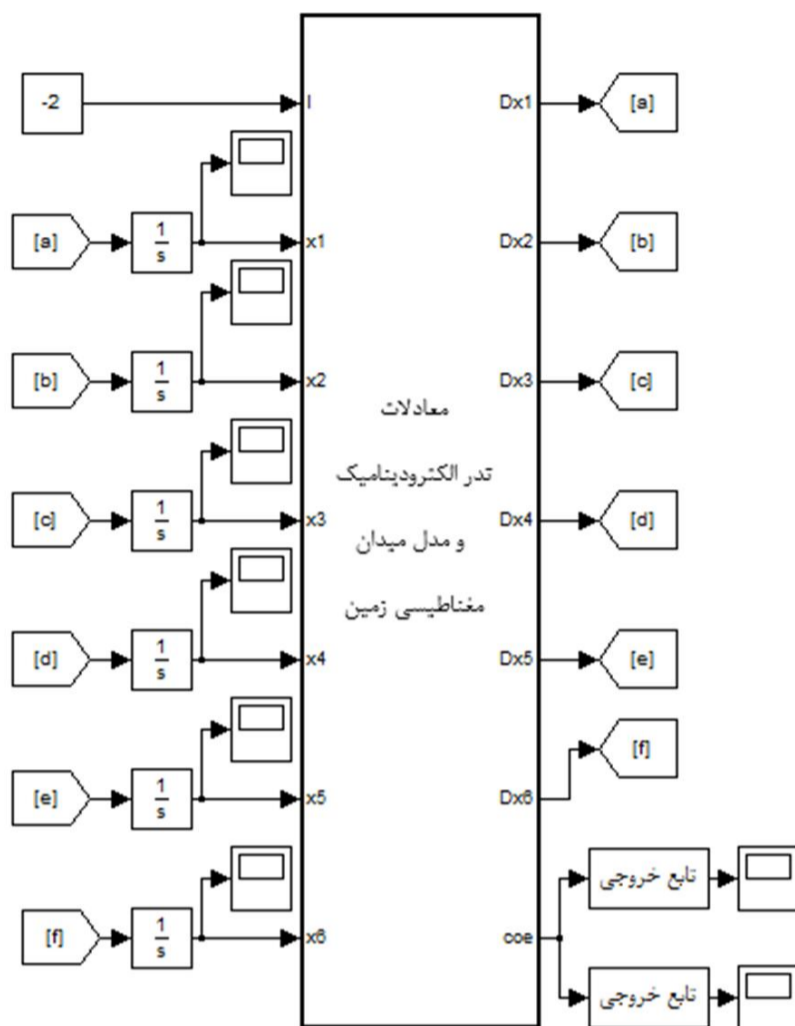 -2
I
Dx1
[a]
[a]
1
s
x1
Dx2
[b]
[b]
1
s
x2
Dx3
[c]
معادلات
تدر الکترودینامیک
و مدل میدان
مغناطیسی زمین
[c]
1
s
x3
Dx4
[d]
[d]
1
s
x4
Dx5
[e]
[f]
[e]
1
s
x5
Dx6
تابع خروجی
[f]
1
s
x6
coe
تابع خروجی